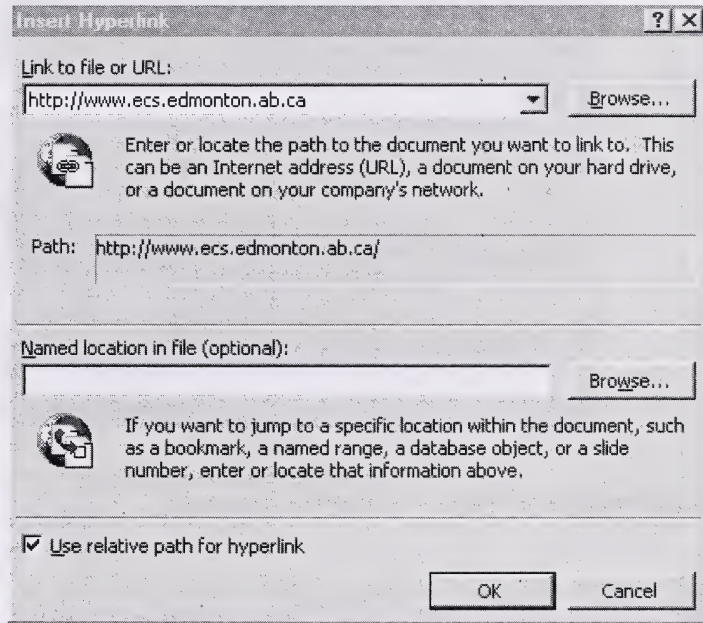 Insert Hyperlink
Link to file or URL:
http://www.ecs.edmonton.ab.ca
Browse...
Enter or locate the path to the document you want to link to. This
can be an Internet address (URL), a document on your hard drive,
or a document on your company's network.
Path: http://www.ecs.edmonton.ab.ca/
Named location in file (optional):
Browse...
If you want to jump to a specific location within the document, such
as a bookmark, a named range, a database object, or a slide
number, enter or locate that information above.
Use relative path for hyperlink
OK Cancel